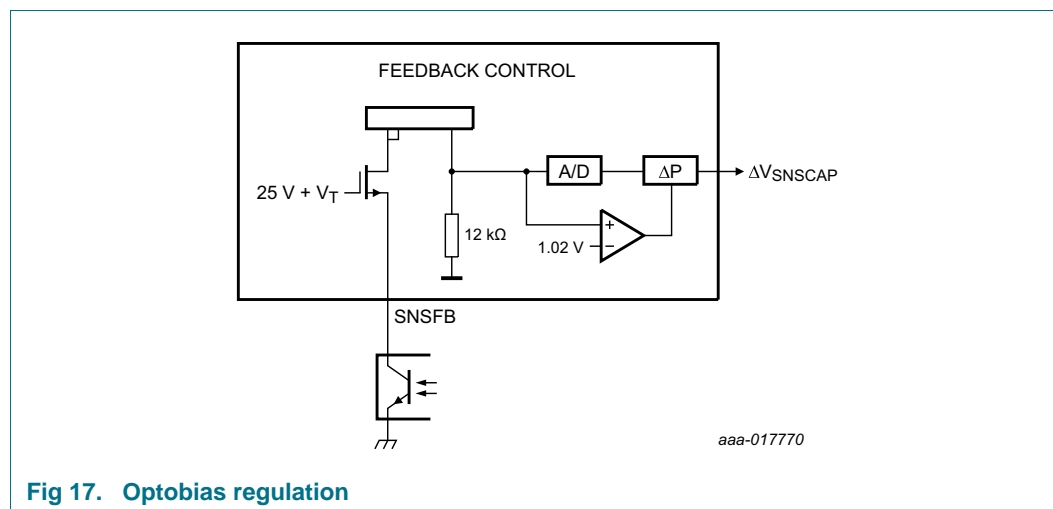 FEEDBACK CONTROL
25 V + VT
A/D
ΔP
ΔVSNSCAP
12 kΩ
+
1.02 V
−
SNSFB
aaa-017770
Fig 17. Optobias regulation